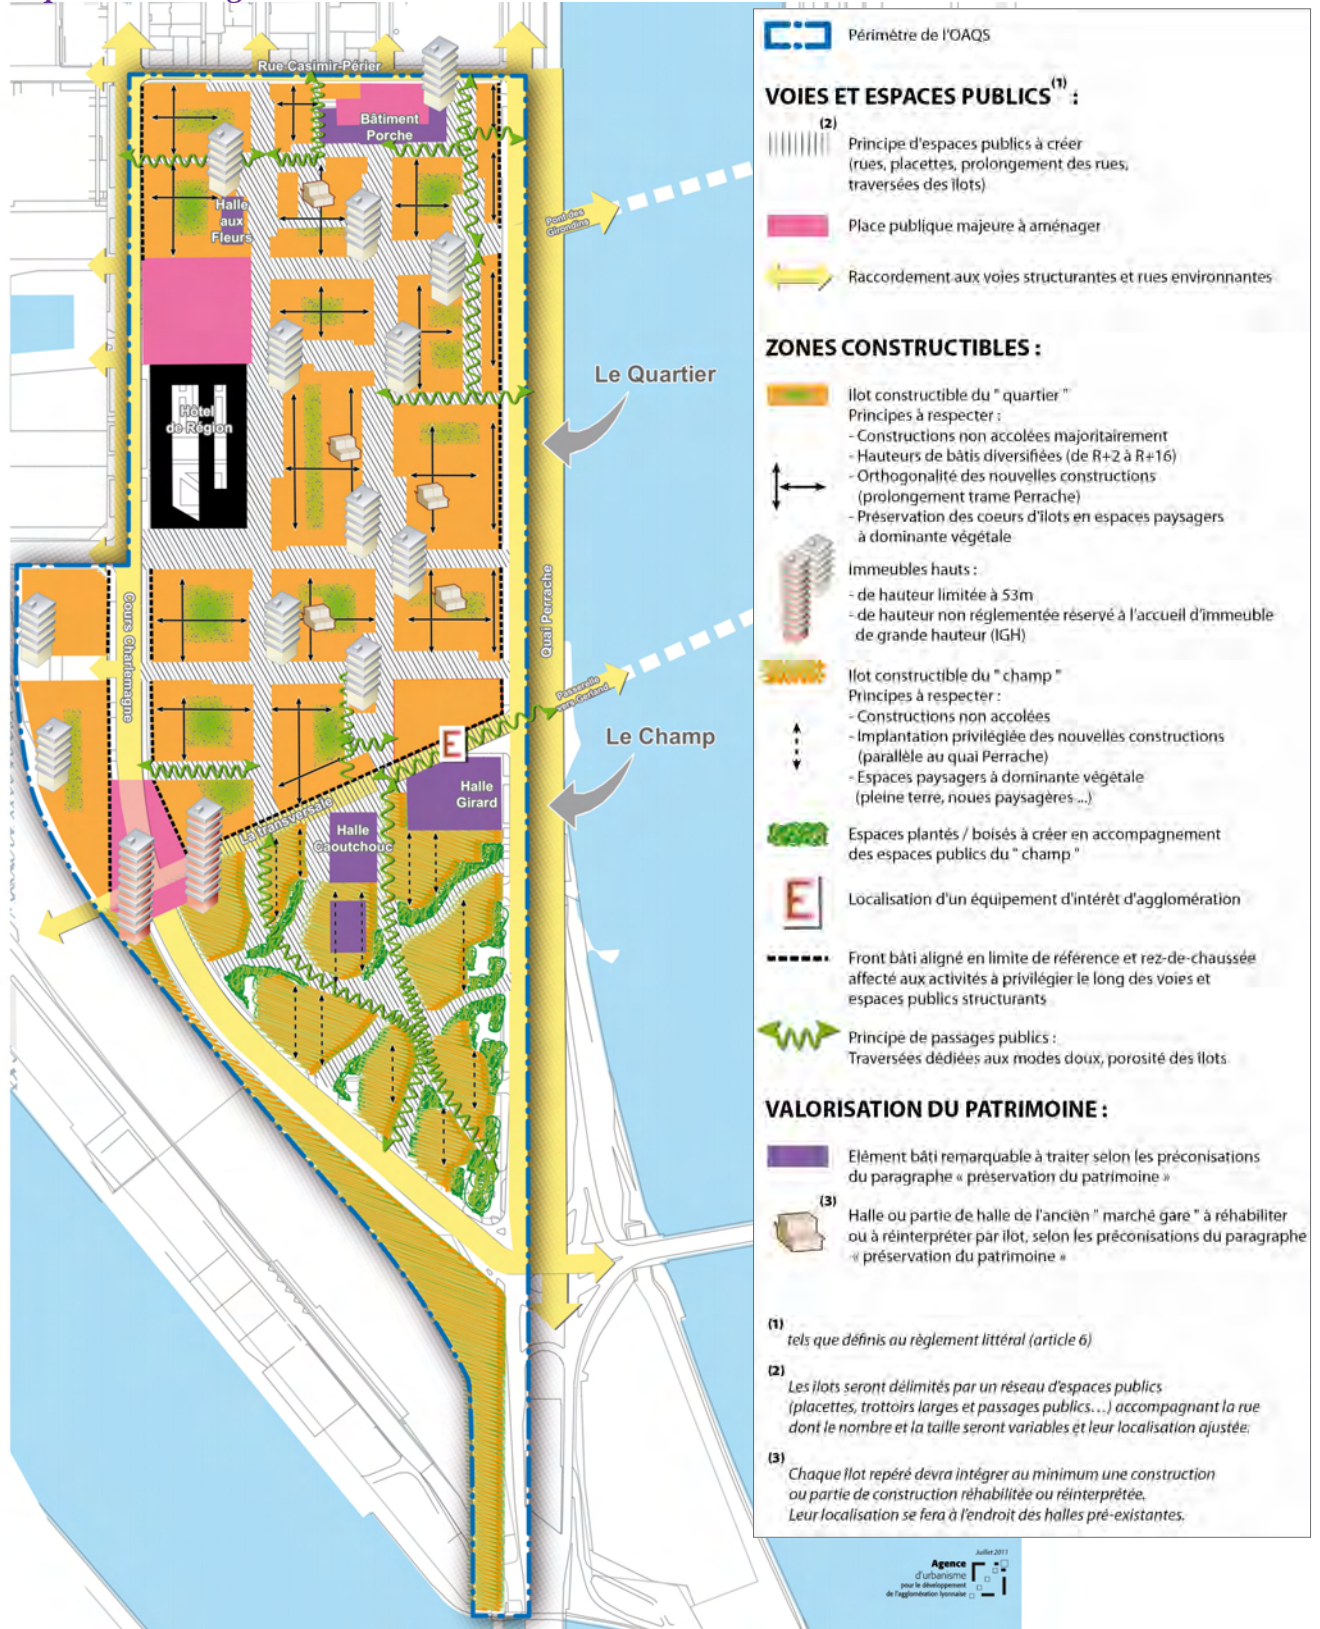 Rue Casimir-Périer
Bâtiment
Porche
Halle
aux
Fleurs
Pont des
Girondins
Le Quartier
Hôtel
de Région
Quai Perrache
Cours Charlemagne
Passerelle
vers Gerland
Le Champ
E
Halle
Girard
La transversale
Halle
Caoutchouc
Périmètre de l'OAQS
VOIES ET ESPACES PUBLICS (1) :
(2)
Principe d'espaces publics à créer
(rues, placettes, prolongement des rues,
traversées des îlots)
Place publique majeure à aménager
Raccordement aux voies structurantes et rues environnantes
ZONES CONSTRUCTIBLES :
Ilot constructible du " quartier "
Principes à respecter :
- Constructions non accolées majoritairement
- Hauteurs de bâtis diversifiées (de R+2 à R+16)
- Orthogonalité des nouvelles constructions
(prolongement trame Perrache)
- Préservation des coeurs d'îlots en espaces paysagers
à dominante végétale
Immeubles hauts :
- de hauteur limitée à 53m
- de hauteur non réglementée réservé à l'accueil d'immeuble
de grande hauteur (IGH)
Ilot constructible du " champ "
Principes à respecter :
- Constructions non accolées
- Implantation privilégiée des nouvelles constructions
(parallèle au quai Perrache)
- Espaces paysagers à dominante végétale
(pleine terre, noues paysagères ...)
Espaces plantés / boisés à créer en accompagnement
des espaces publics du " champ "
E
Localisation d'un équipement d'intérêt d'agglomération
Front bâti aligné en limite de référence et rez-de-chaussée
affecté aux activités à privilégier le long des voies et
espaces publics structurants
Principe de passages publics :
Traversées dédiées aux modes doux, porosité des îlots
VALORISATION DU PATRIMOINE :
Elément bâti remarquable à traiter selon les préconisations
du paragraphe « préservation du patrimoine »
(3)
Halle ou partie de halle de l'ancien " marché gare " à réhabiliter
ou à réinterpréter par îlot, selon les préconisations du paragraphe
« préservation du patrimoine »
(1)
tels que définis au règlement littéral (article 6)
(2)
Les îlots seront délimités par un réseau d'espaces publics
(placettes, trottoirs larges et passages publics...) accompagnant la rue
dont le nombre et la taille seront variables et leur localisation ajustée.
(3)
Chaque îlot repéré devra intégrer au minimum une construction
ou partie de construction réhabilitée ou réinterprétée.
Leur localisation se fera à l'endroit des halles pré-existantes.
Juillet 2011
Agence
d'urbanisme
pour le développement
de l'agglomération lyonnaise